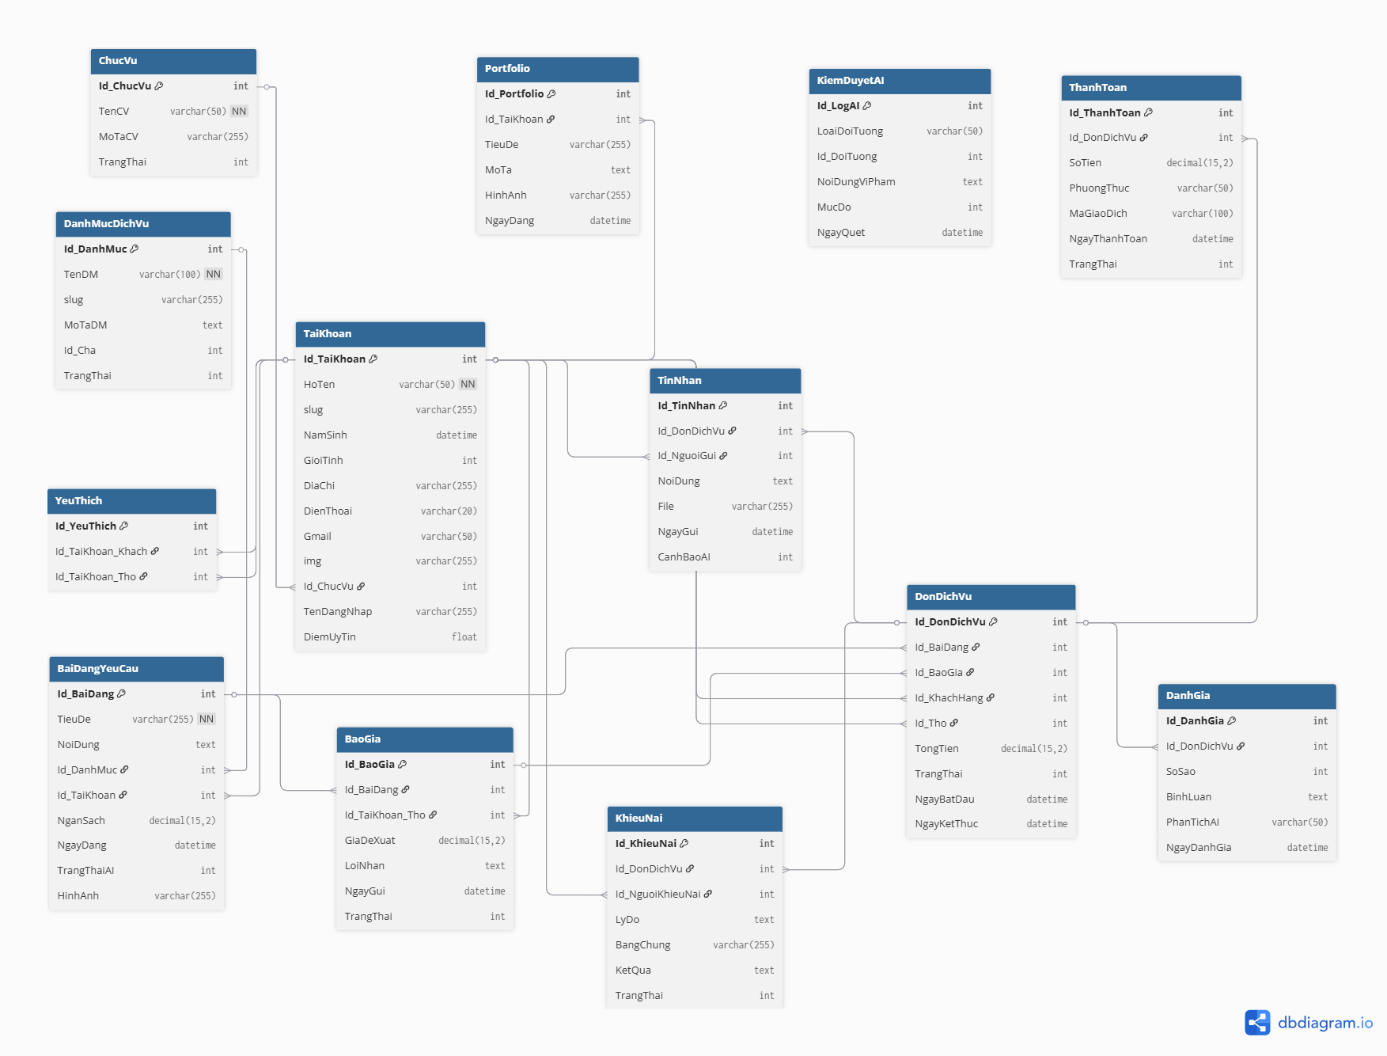 ChucVu
Id_ChucVu int
TenCV varchar(50) NN
MoTaCV varchar(255)
TrangThai int
Portfolio
Id_Portfolio int
Id_TaiKhoan int
TieuDe varchar(255)
MoTa text
HinhAnh varchar(255)
NgayDang datetime
KiemDuyetAI
Id_LogAI int
LoaiDoiTuong varchar(50)
Id_DoiTuong int
NoiDungViPham text
MucDo int
NgayQuet datetime
ThanhToan
Id_ThanhToan int
Id_DonDichVu int
SoTien decimal(15,2)
PhuongThuc varchar(50)
MaGiaoDich varchar(100)
NgayThanhToan datetime
TrangThai int
DanhMucDichVu
Id_DanhMuc int
TenDM varchar(100) NN
slug varchar(255)
MoTaDM text
Id_Cha int
TrangThai int
TaiKhoan
Id_TaiKhoan int
HoTen varchar(50) NN
slug varchar(255)
NamSinh datetime
GioiTinh int
DiaChi varchar(255)
DienThoai varchar(20)
Gmail varchar(50)
img varchar(255)
Id_ChucVu int
TenDangNhap varchar(255)
DiemUyTin float
TinNhan
Id_TinNhan int
Id_DonDichVu int
Id_NguoiGui int
NoiDung text
File varchar(255)
NgayGui datetime
CanhBaoAI int
YeuThich
Id_YeuThich int
Id_TaiKhoan_Khach int
Id_TaiKhoan_Tho int
DonDichVu
Id_DonDichVu int
Id_BaiDang int
Id_BaoGia int
Id_KhachHang int
Id_Tho int
TongTien decimal(15,2)
TrangThai int
NgayBatDau datetime
NgayKetThuc datetime
BaiDangYeuCau
Id_BaiDang int
TieuDe varchar(255) NN
NoiDung text
Id_DanhMuc int
Id_TaiKhoan int
NganSach decimal(15,2)
NgayDang datetime
TrangThaiAI int
HinhAnh varchar(255)
BaoGia
Id_BaoGia int
Id_BaiDang int
Id_TaiKhoan_Tho int
GiaDeXuat decimal(15,2)
LoiNhan text
NgayGui datetime
TrangThai int
DanhGia
Id_DanhGia int
Id_DonDichVu int
SoSao int
BinhLuan text
PhanTichAI varchar(50)
NgayDanhGia datetime
KhieuNai
Id_KhieuNai int
Id_DonDichVu int
Id_NguoiKhieuNai int
LyDo text
BangChung varchar(255)
KetQua text
TrangThai int
dbdiagram.io